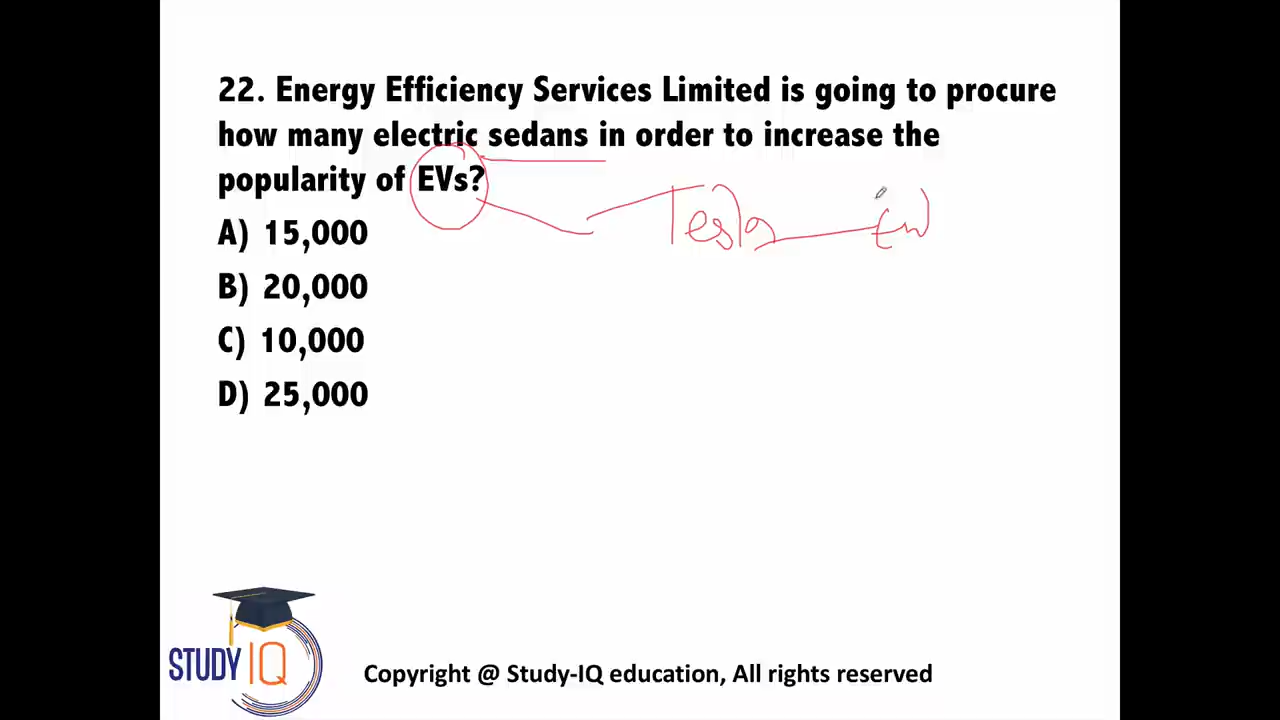 22. Energy Efficiency Services Limited is going to procure
how many electric sedans in order to increase the
popularity of EVs?
Tesla
A) 15,000
B) 20,000
C) 10,000
D) 25,000
STUDY IQ
Copyright @ Study-IQ education, All rights reserved